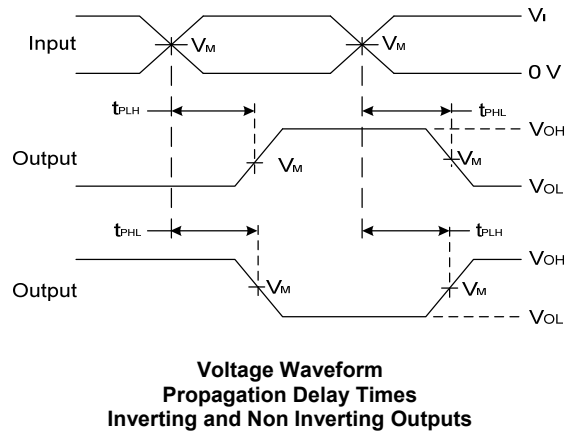 VI
Input
VM
VM
0 V
tPLH
tPHL
VOH
Output
VM
VM
VOL
tPHL
tPLH
VOH
Output
VM
VM
VOL
Voltage Waveform
Propagation Delay Times
Inverting and Non Inverting Outputs